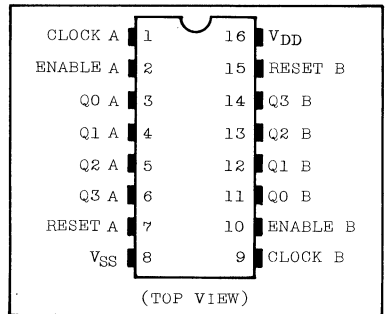 CLOCK A 1 16 VDD
ENABLE A 2 15 RESET B
Q0 A 3 14 Q3 B
Q1 A 4 13 Q2 B
Q2 A 5 12 Q1 B
Q3 A 6 11 Q0 B
RESET A 7 10 ENABLE B
VSS 8 9 CLOCK B
(TOP VIEW)